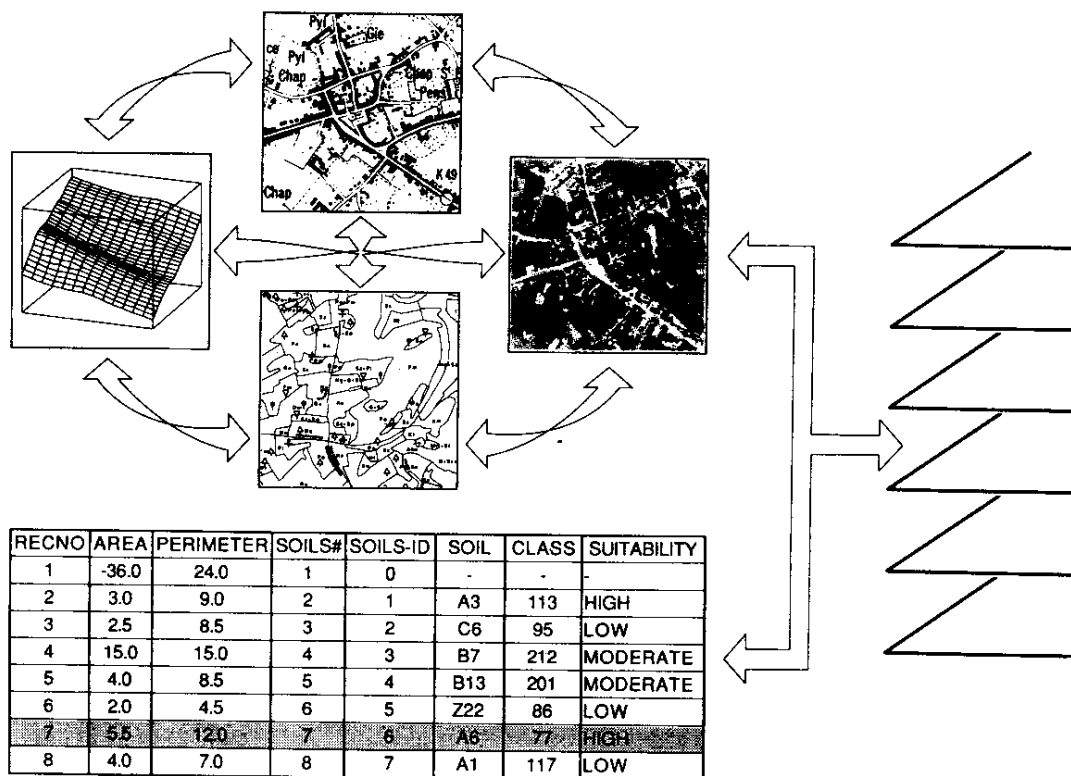 Pyl
Gie
ce
Pyl
Chap
Chap
S
Pens
K 49
Chap
RECNO AREA PERIMETER SOILS# SOILS-ID SOIL CLASS SUITABILITY
1 -36.0 24.0 1 0 - - -
2 3.0 9.0 2 1 A3 113 HIGH
3 2.5 8.5 3 2 C6 95 LOW
4 15.0 15.0 4 3 B7 212 MODERATE
5 4.0 8.5 5 4 B13 201 MODERATE
6 2.0 4.5 6 5 Z22 86 LOW
7 5.5 12.0 7 6 A6 77 HIGH
8 4.0 7.0 8 7 A1 117 LOW